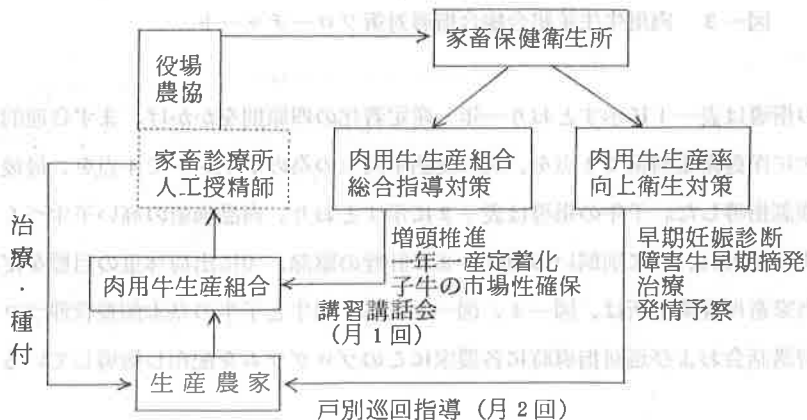 役場
農協
家畜保健衛生所
家畜診療所
人工授精師
肉用牛生産組合
総合指導対策
肉用牛生産率
向上衛生対策
治療・種付
増頭推進
一年一産定着化
子牛の市場性確保
早期妊娠診断
障害牛早期摘発
治療
発情予察
肉用牛生産組合
講習講話会
(月1回)
生産農家
戸別巡回指導(月2回)